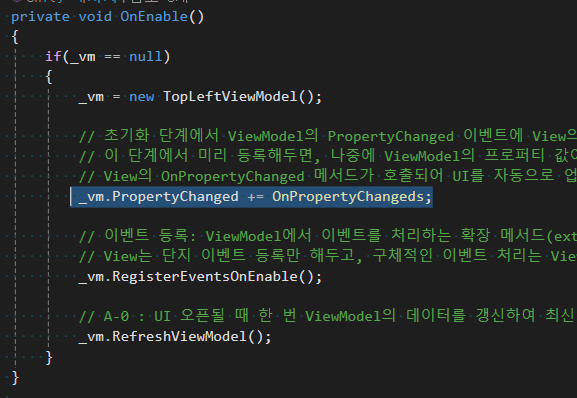 private void OnEnable()
{
if(_vm == null)
{
_vm = new TopLeftViewModel();
// 초기화 단계에서 ViewModel의 PropertyChanged 이벤트에 View의
// 이 단계에서 미리 등록해두면, 나중에 ViewModel의 프로퍼티 값이
// View의 OnPropertyChanged 메서드가 호출되어 UI를 자동으로 업
_vm.PropertyChanged += OnPropertyChangeds;
// 이벤트 등록: ViewModel에서 이벤트를 처리하는 확장 메서드(ext
// View는 단지 이벤트 등록만 해두고, 구체적인 이벤트 처리는 Vie
_vm.RegisterEventsOnEnable();
// A-0 : UI 오픈될 때 한 번 ViewModel의 데이터를 갱신하여 최신
_vm.RefreshViewModel();
}
}